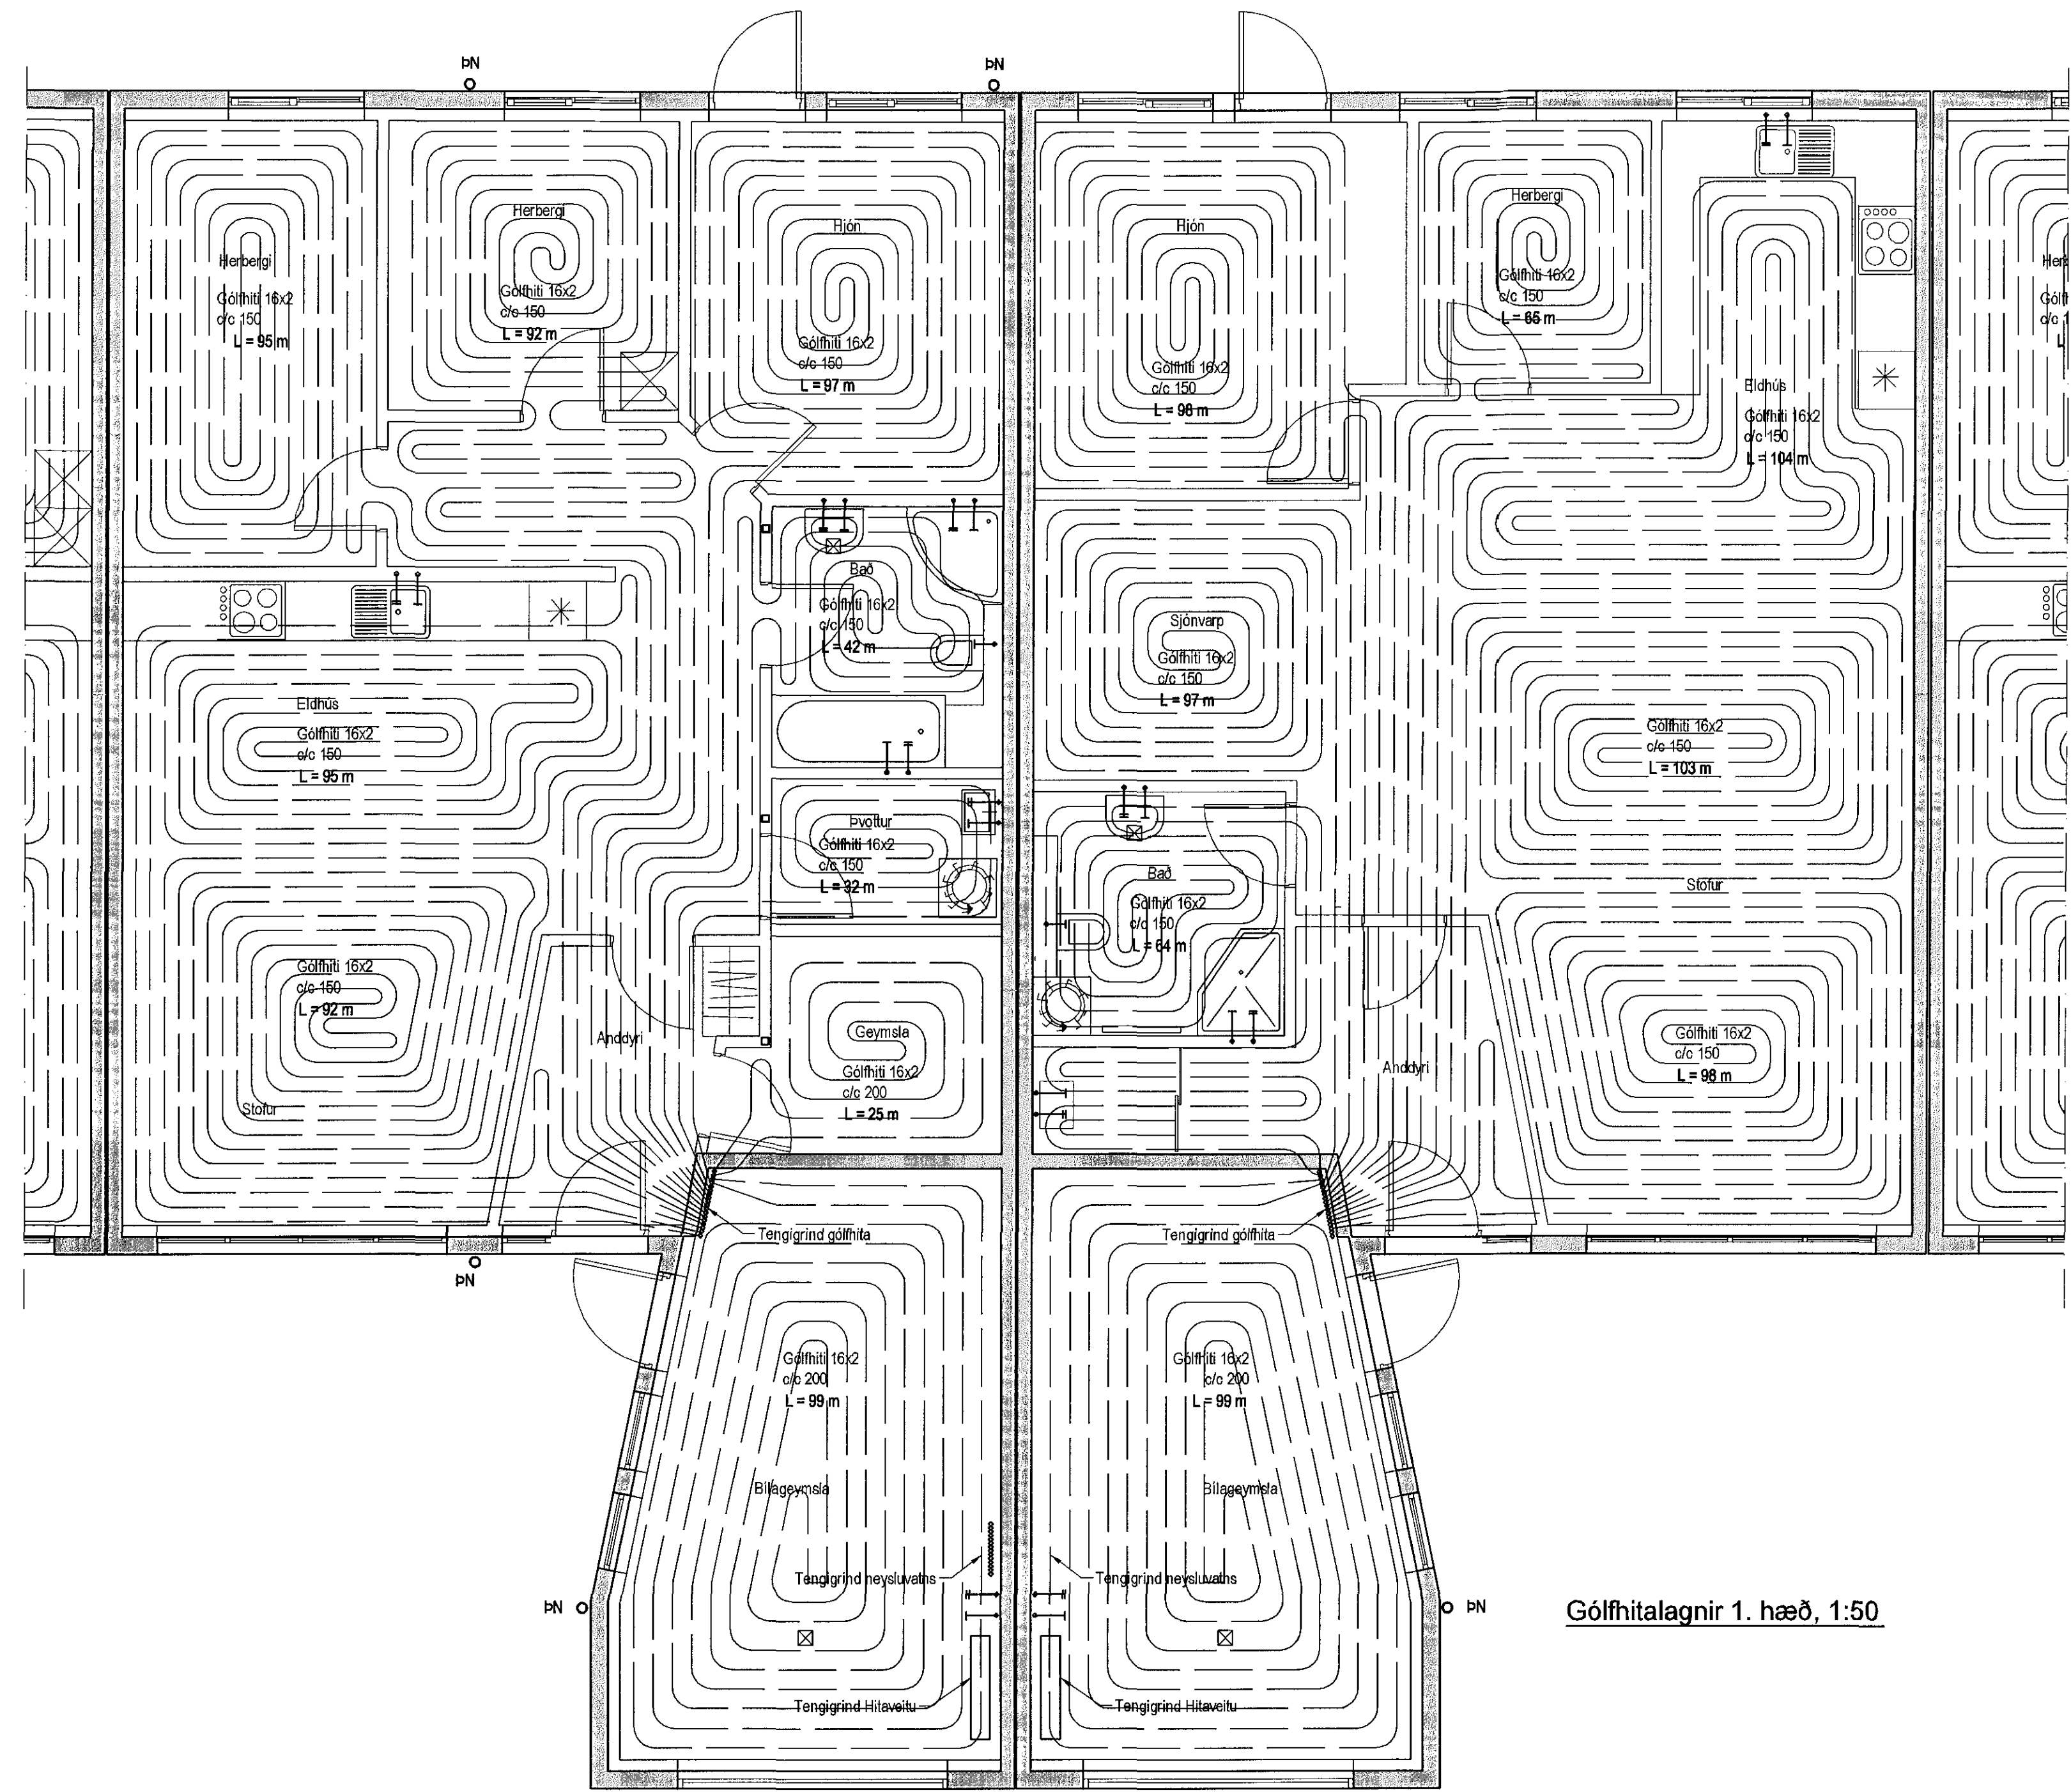 ÞN
ÞN
Herbergi
Gólfhiti 16x2
c/c 150
L = 95 m
Herbergi
Gólfhiti 16x2
c/c 150
L = 92 m
Hjón
Gólfhiti 16x2
c/c 150
L = 97 m
Hjón
Gólfhiti 16x2
c/c 150
L = 98 m
Herbergi
Gólfhiti 16x2
c/c 150
L = 65 m
Eldhús
Gólfhiti 16x2
c/c 150
L = 104 m
Bað
Gólfhiti 16x2
c/c 150
L = 42 m
Sjónvarp
Gólfhiti 16x2
c/c 150
L = 97 m
Eldhús
Gólfhiti 16x2
c/c 150
L = 95 m
Gólfhiti 16x2
c/c 150
L = 103 m
Þvottur
Gólfhiti 16x2
c/c 150
L = 32 m
Bað
Gólfhiti 16x2
c/c 150
L = 64 m
Stofur
Gólfhiti 16x2
c/c 150
L = 92 m
Stofur
Anddyri
Geymsla
Gólfhiti 16x2
c/c 200
L = 25 m
Anddyri
Gólfhiti 16x2
c/c 150
L = 98 m
Tengigrind gólfhita
Tengigrind gólfhita
ÞN
Gólfhiti 16x2
c/c 200
L = 99 m
Gólfhiti 16x2
c/c 200
L = 99 m
Bílageymsla
Bílageymsla
Tengigrind neysluvatns
Tengigrind neysluvatns
ÞN
ÞN
Gólfhitalagnir 1. hæð, 1:50
Tengigrind Hitaveitu
Tengigrind Hitaveitu